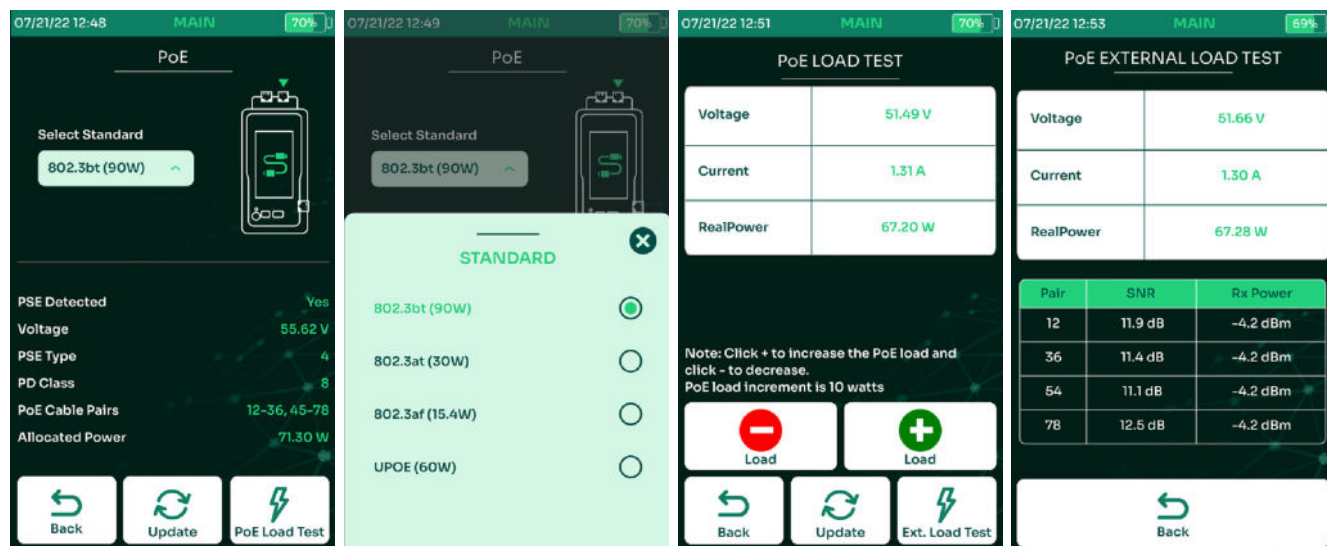 07/21/22 12:48 MAIN 70%
PoE
Select Standard
802.3bt (90W)
PSE Detected Yes
Voltage 55.62 V
PSE Type 4
PD Class 8
PoE Cable Pairs 12-36, 45-78
Allocated Power 71.30 W
Back Update PoE Load Test
07/21/22 12:49 MAIN 70%
PoE
Select Standard
802.3bt (90W)
STANDARD
802.3bt (90W)
802.3at (30W)
802.3af (15.4W)
UPOE (60W)
07/21/22 12:51 MAIN 70%
PoE LOAD TEST
Voltage 51.49 V
Current 1.31 A
RealPower 67.20 W
Note: Click + to increase the PoE load and
click - to decrease.
PoE load increment is 10 watts
Load Load
Back Update Ext. Load Test
07/21/22 12:53 MAIN 69%
PoE EXTERNAL LOAD TEST
Voltage 51.66 V
Current 1.30 A
RealPower 67.28 W
Pair SNR Rx Power
12 11.9 dB -4.2 dBm
36 11.4 dB -4.2 dBm
54 11.1 dB -4.2 dBm
78 12.5 dB -4.2 dBm
Back